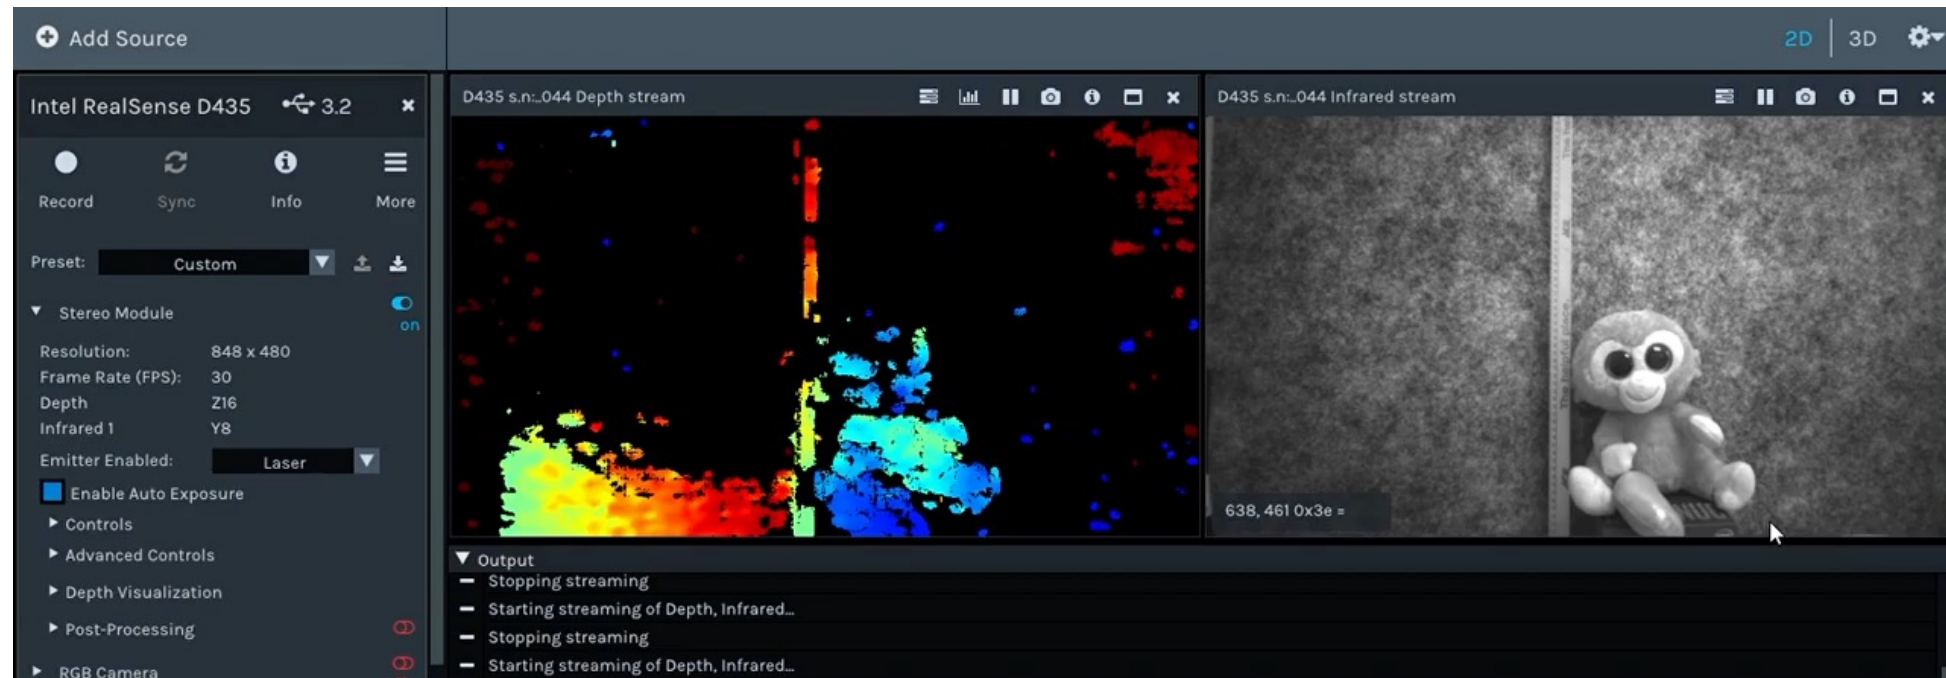 Add Source
2D
3D
Intel RealSense D435
3.2
Record
Sync
Info
More
Preset:
Custom
Stereo Module
on
Resolution: 848 x 480
Frame Rate (FPS): 30
Depth Z16
Infrared 1 Y8
Emitter Enabled: Laser
Enable Auto Exposure
Controls
Advanced Controls
Depth Visualization
Post-Processing
RGB Camera
D435 s.n:..044 Depth stream
D435 s.n:..044 Infrared stream
638, 461 0x3e =
Output
Stopping streaming
Starting streaming of Depth, Infrared...
Stopping streaming
Starting streaming of Depth, Infrared...